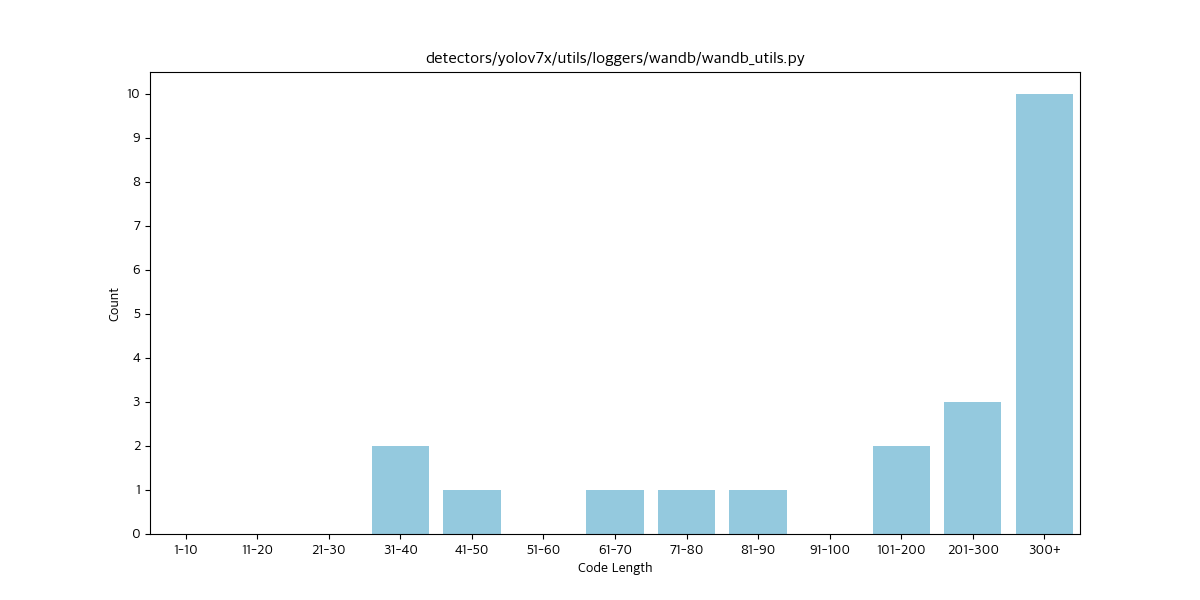 detectors/yolov7x/utils/loggers/wandb/wandb_utils.py
10
9
8
7
6
5
4
3
2
1
0
Count
1-10 11-20 21-30 31-40 41-50 51-60 61-70 71-80 81-90 91-100 101-200 201-300 300+
Code Length